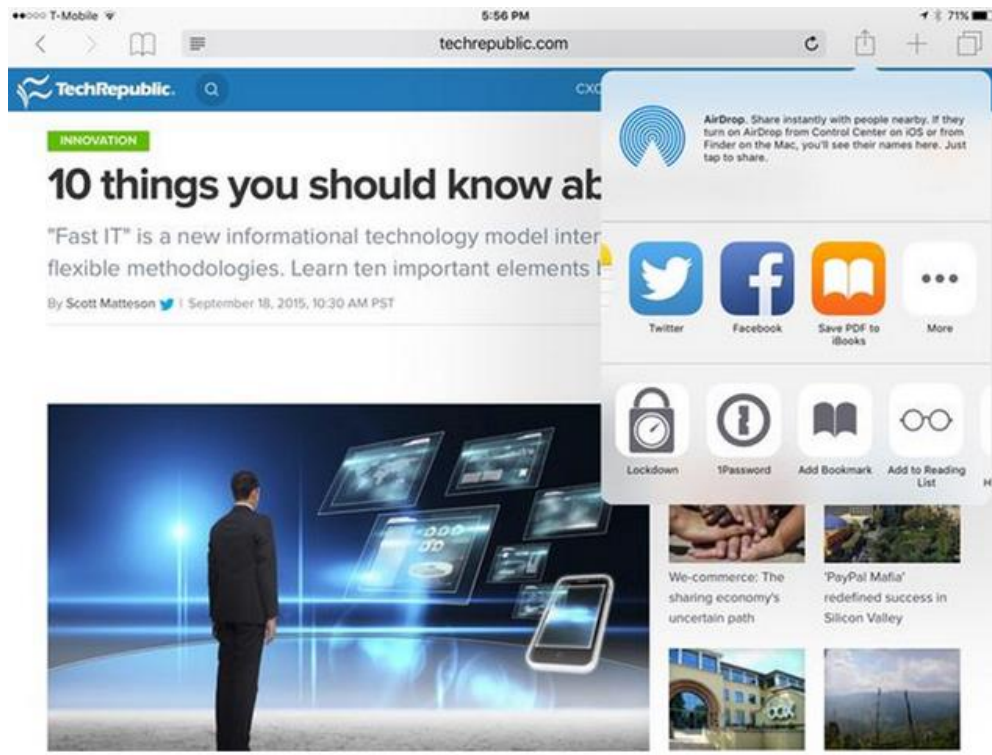 T-Mobile
5:56 PM
71%
techrepublic.com
TechRepublic.
CXO
AirDrop. Share instantly with people nearby. If they
turn on AirDrop from Control Center on iOS or from
Finder on the Mac, you'll see their names here. Just
tap to share.
INNOVATION
10 things you should know ab
"Fast IT" is a new informational technology model inter
flexible methodologies. Learn ten important elements
By Scott Matteson | September 18, 2015, 10:30 AM PST
Twitter
Facebook
Save PDF to
iBooks
More
Lockdown
1Password
Add Bookmark
Add to Reading
List
H
We-commerce: The
sharing economy's
uncertain path
'PayPal Mafia'
redefined success in
Silicon Valley
box